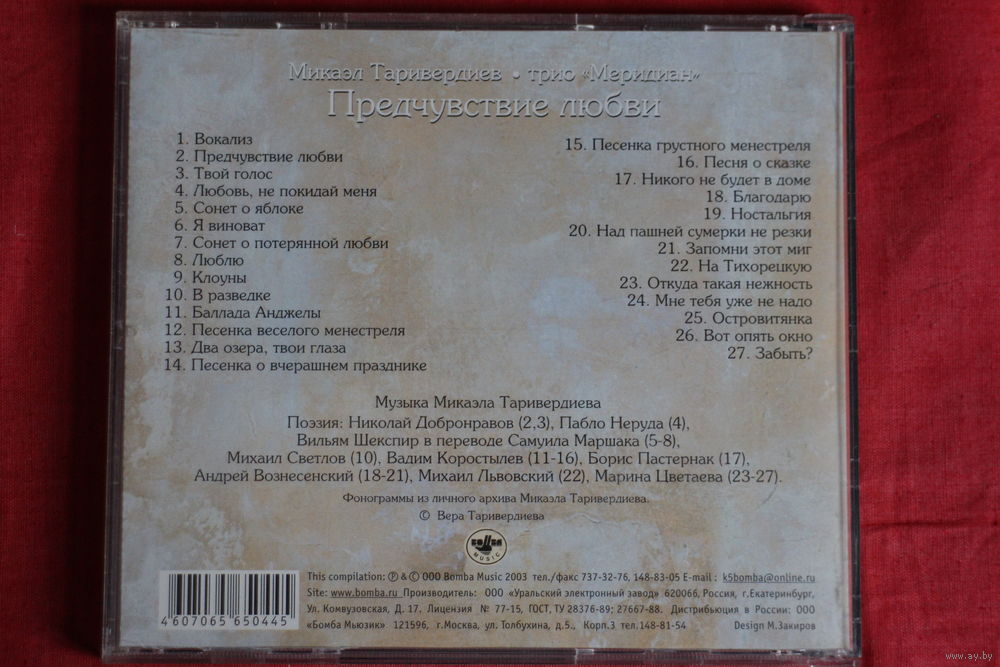 Микаэл Таривердиев • трио «Меридиан»
Предчувствие любви
1. Вокализ
2. Предчувствие любви
3. Твой голос
4. Любовь, не покидай меня
5. Сонет о яблоке
6. Я виноват
7. Сонет о потерянной любви
8. Люблю
9. Клоуны
10. В разведке
11. Баллада Анджелы
12. Песенка веселого менестреля
13. Два озера, твои глаза
14. Песенка о вчерашнем празднике
15. Песенка грустного менестреля
16. Песня о сказке
17. Никого не будет в доме
18. Благодарю
19. Ностальгия
20. Над пашней сумерки не резки
21. Запомни этот миг
22. На Тихорецкую
23. Откуда такая нежность
24. Мне тебя уже не надо
25. Островитянка
26. Вот опять окно
27. Забыть?
Музыка Микаэла Таривердиева
Поэзия: Николай Добронравов (2,3), Пабло Неруда (4),
Вильям Шекспир в переводе Самуила Маршака (5-8),
Михаил Светлов (10), Вадим Коростылев (11-16), Борис Пастернак (17),
Андрей Вознесенский (18-21), Михаил Львовский (22), Марина Цветаева (23-27).
Фонограммы из личного архива Микаэла Таривердиева.
© Вера Таривердиева
БОМБА
MUSIC
This compilation: ℗ & © ООО Bomba Music 2003 тел./факс 737-32-76, 148-83-05 E-mail : k5bomba@online.ru
Site: www.bomba.ru Производитель: ООО «Уральский электронный завод» 620066, Россия, г.Екатеринбург,
Ул. Комвузовская, Д. 17. Лицензия № 77-15, ГОСТ, ТУ 28376-89; 27667-88. Дистрибьюция в России: ООО
«Бомба Мьюзик» 121596, г.Москва, ул. Толбухина, д.5., Корп.3 тел.148-81-54 Design М.Закиров
4 607065 650445
www.ay.by